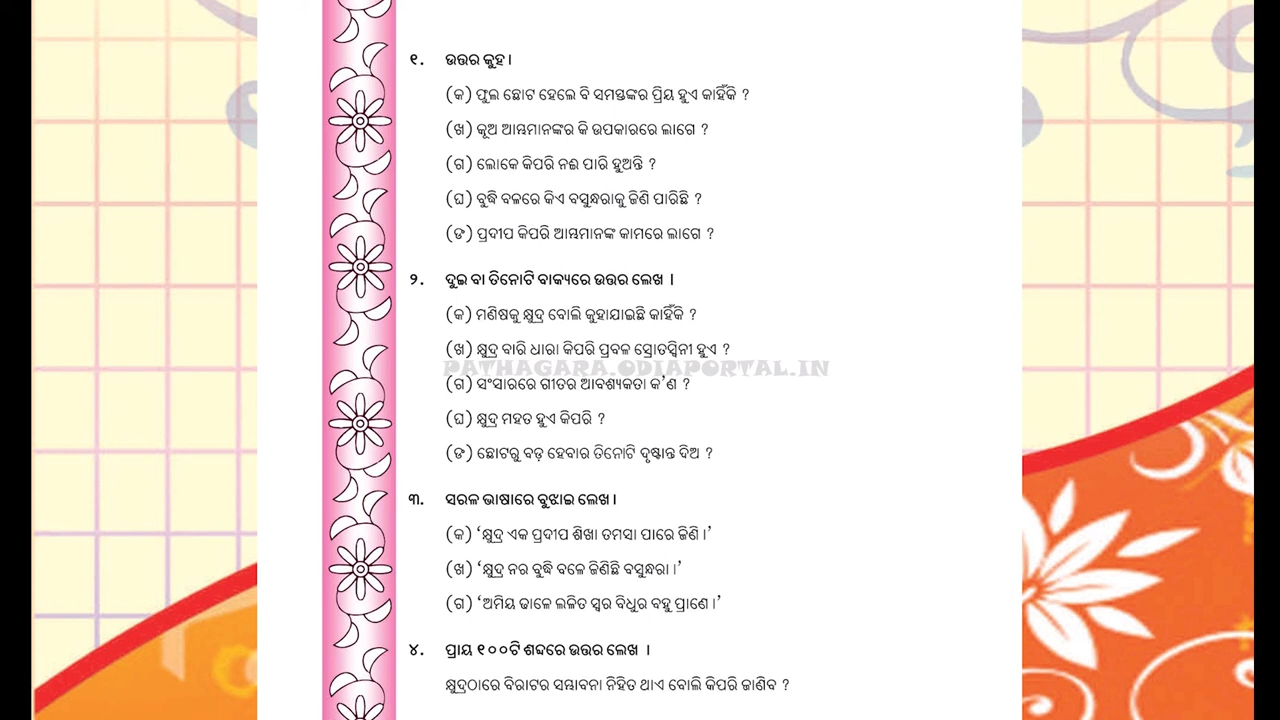 ୧. ଉତ୍ତର କୁହ ।
(କ) ଫୁଲ ଛୋଟ ହେଲେ ବି ସମସ୍ତଙ୍କର ପ୍ରିୟ ହୁଏ କାହିଁକି ?
(ଖ) କୂଅ ଆମ୍ଭମାନଙ୍କର କି ଉପକାରରେ ଲାଗେ ?
(ଗ) ଲୋକେ କିପରି ନଈ ପାରି ହୁଅନ୍ତି ?
(ଘ) ବୁଦ୍ଧି ବଳରେ କିଏ ବସୁନ୍ଧରାକୁ ଜିଣି ପାରିଛି ?
(ଙ) ପ୍ରଦୀପ କିପରି ଆମ୍ଭମାନଙ୍କ କାମରେ ଲାଗେ ?
୨. ଦୁଇ ବା ତିନୋଟି ବାକ୍ୟରେ ଉତ୍ତର ଲେଖ ।
(କ) ମଣିଷକୁ କ୍ଷୁଦ୍ର ବୋଲି କୁହାଯାଇଛି କାହିଁକି ?
(ଖ) କ୍ଷୁଦ୍ର ବାରି ଧାରା କିପରି ପ୍ରବଳ ସ୍ରୋତସ୍ୱିନୀ ହୁଏ ?
PATHAGARA.ODIAPORTAL.IN
(ଗ) ସଂସାରରେ ଗୀତର ଆବଶ୍ୟକତା କ'ଣ ?
(ଘ) କ୍ଷୁଦ୍ର ମହତ ହୁଏ କିପରି ?
(ଙ) ଛୋଟରୁ ବଡ଼ ହେବାର ତିନୋଟି ଦୃଷ୍ଟାନ୍ତ ଦିଅ ?
୩. ସରଳ ଭାଷାରେ ବୁଝାଇ ଲେଖ ।
(କ) ‘କ୍ଷୁଦ୍ର ଏକ ପ୍ରଦୀପ ଶିଖା ତମସା ପାରେ ଜିଣି ।’
(ଖ) ‘କ୍ଷୁଦ୍ର ନର ବୁଦ୍ଧି ବଳେ ଜିଣିଛି ବସୁନ୍ଧରା ।’
(ଗ) ‘ଅମିୟ ଢାଳେ ଲଳିତ ସ୍ୱର ବିଧୁର ବହୁ ପ୍ରାଣେ ।’
୪. ପ୍ରାୟ ୧୦୦ଟି ଶବ୍ଦରେ ଉତ୍ତର ଲେଖ ।
କ୍ଷୁଦ୍ରଠାରେ ବିରାଟର ସମ୍ଭାବନା ନିହିତ ଥାଏ ବୋଲି କିପରି ଜାଣିବ ?